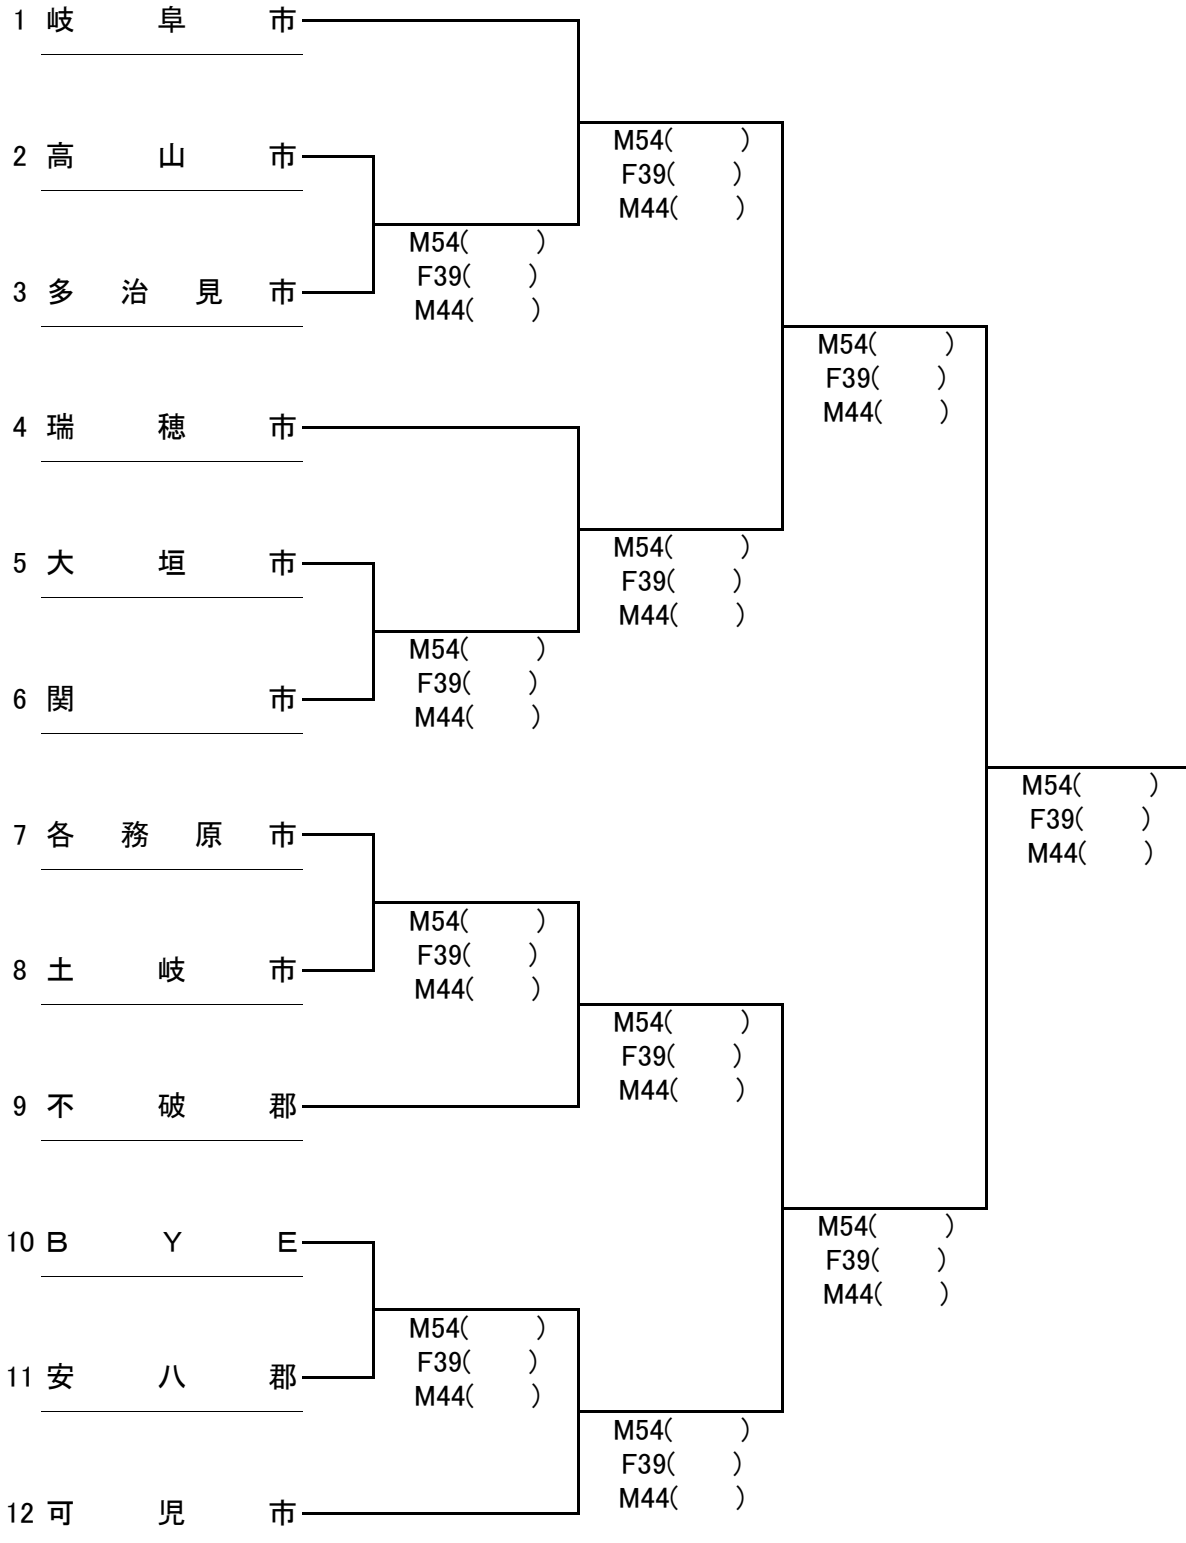 1 岐阜市
M54( )
2 高山市
F39( )
M44( )
M54( )
F39( )
3 多治見市
M44( )
M54( )
F39( )
M44( )
4 瑞穂市
M54( )
5 大垣市
F39( )
M44( )
M54( )
F39( )
6 関市
M44( )
M54( )
F39( )
7 各務原市
M44( )
M54( )
F39( )
8 土岐市
M44( )
M54( )
F39( )
M44( )
9 不破郡
M54( )
10 BYE
F39( )
M44( )
M54( )
F39( )
11 安八郡
M44( )
M54( )
F39( )
M44( )
12 可児市